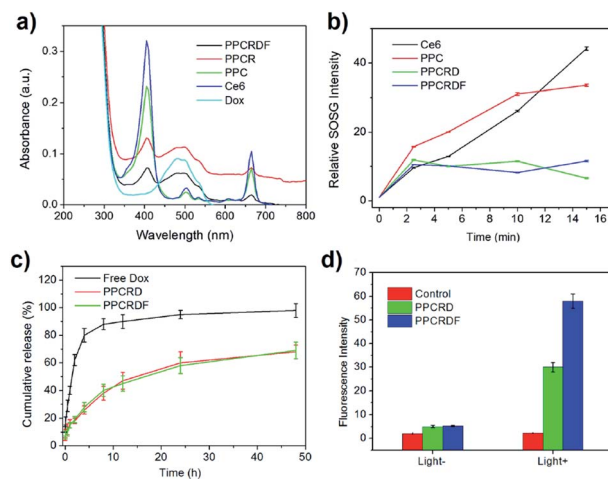 a)
PPCRDF
PPCR
PPC
Ce6
Dox
Absorbance (a.u.)
0.3
0.2
0.1
0.0
200 300 400 500 600 700 800
Wavelength (nm)
b)
Ce6
PPC
PPCRD
PPCRDF
Relative SOSG Intensity
40
20
0
0 2 4 6 8 10 12 14 16
Time (min)
c)
Free Dox
PPCRD
PPCRDF
Cumulative release (%)
120
100
80
60
40
20
0
0 10 20 30 40 50
Time (h)
d)
Control
PPCRD
PPCRDF
Fluorescence Intensity
70
60
50
40
30
20
10
0
Light-
Light+